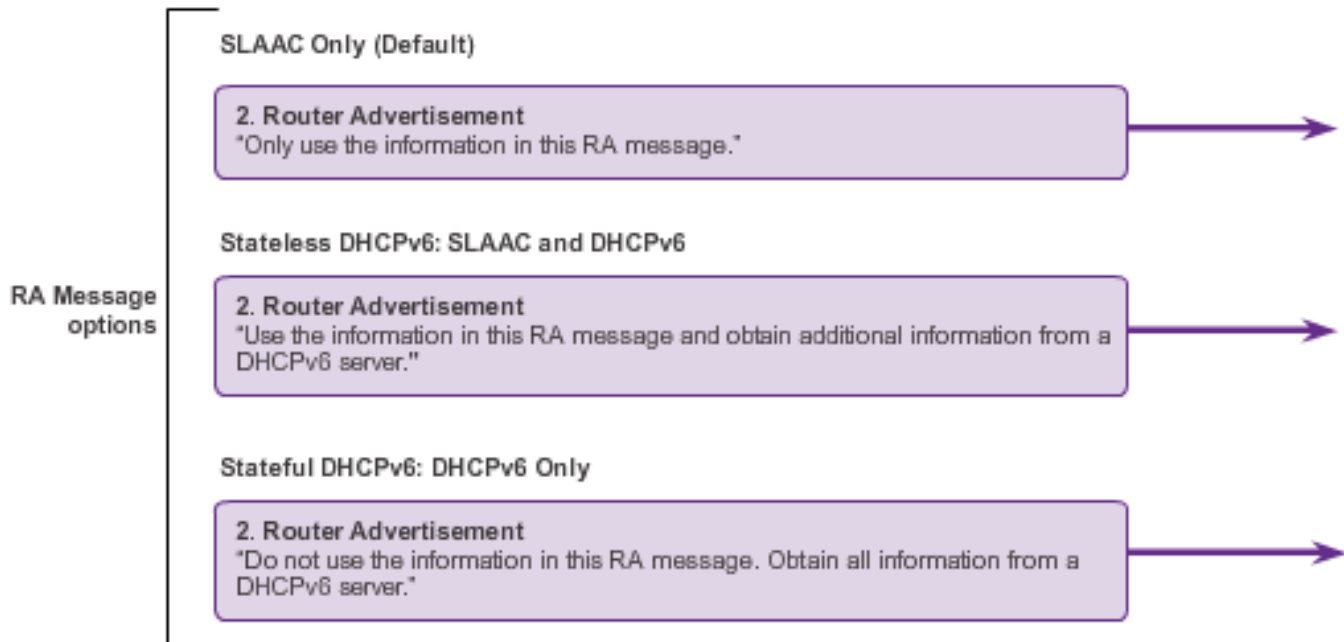 SLAAC Only (Default)
2. Router Advertisement
"Only use the information in this RA message."
Stateless DHCPv6: SLAAC and DHCPv6
RA Message
options
2. Router Advertisement
"Use the information in this RA message and obtain additional information from a
DHCPv6 server."
Stateful DHCPv6: DHCPv6 Only
2. Router Advertisement
"Do not use the information in this RA message. Obtain all information from a
DHCPv6 server."